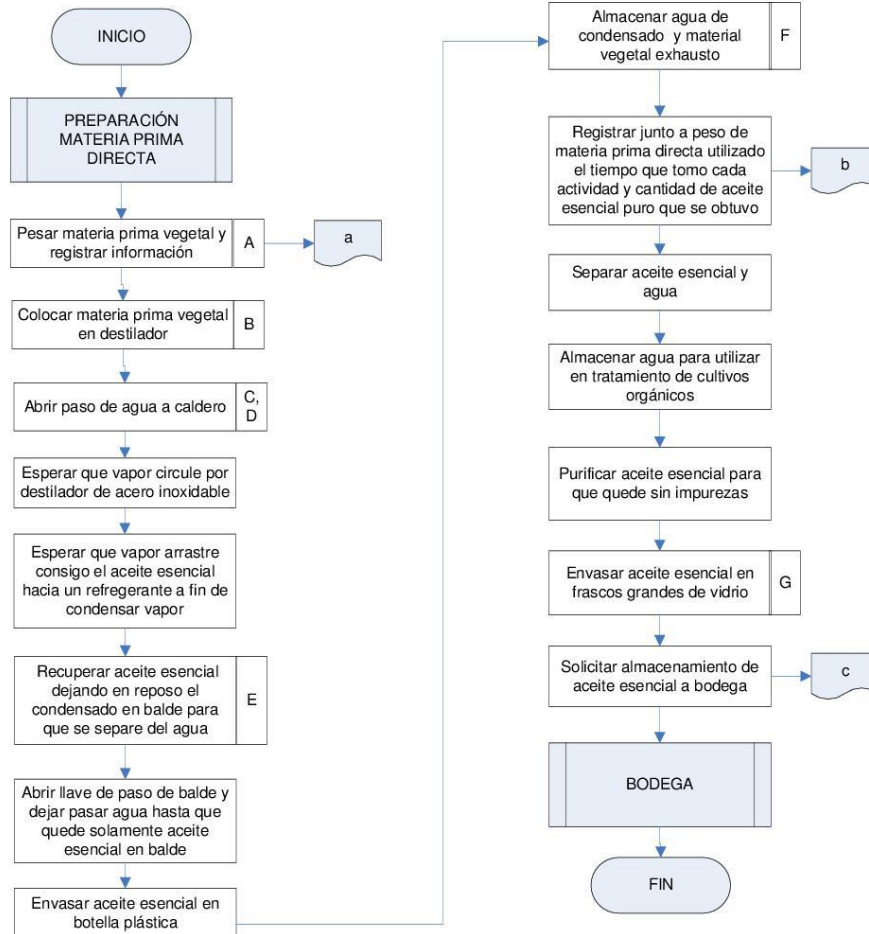 INICIO
PREPARACIÓN
MATERIA PRIMA
DIRECTA
Pesar materia prima vegetal y
registrar información
A
a
Colocar materia prima vegetal
en destilador
B
Abrir paso de agua a caldero
C,
D
Esperar que vapor circule por
destilador de acero inoxidable
Esperar que vapor arrastre
consigo el aceite esencial
hacia un refregerante a fin de
condensar vapor
Recuperar aceite esencial
dejando en reposo el
condensado en balde para
que se separe del agua
E
Abrir llave de paso de balde y
dejar pasar agua hasta que
quede solamente aceite
esencial en balde
Envasar aceite esencial en
botella plástica
Almacenar agua de
condensado y material
vegetal exhausto
F
Registrar junto a peso de
materia prima directa utilizado
el tiempo que tomo cada
actividad y cantidad de aceite
esencial puro que se obtuvo
b
Separar aceite esencial y
agua
Almacenar agua para utilizar
en tratamiento de cultivos
orgánicos
Purificar aceite esencial para
que quede sin impurezas
Envasar aceite esencial en
frascos grandes de vidrio
G
Solicitar almacenamiento de
aceite esencial a bodega
c
BODEGA
FIN